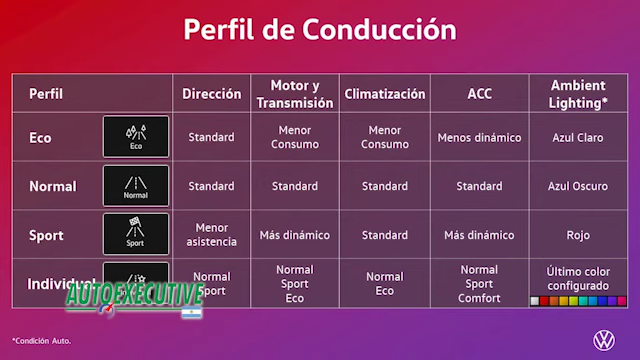 Perfil de Conducción
Perfil
Dirección
Motor y
Transmisión
Climatización
ACC
Ambient
Lighting*
Eco
Eco
Standard
Menor
Consumo
Menor
Consumo
Menos dinámico
Azul Claro
Normal
Normal
Standard
Standard
Standard
Standard
Azul Oscuro
Sport
Sport
Menor
asistencia
Más dinámico
Standard
Más dinámico
Rojo
Individual
Normal
Sport
Normal
Sport
Eco
Normal
Eco
Normal
Sport
Comfort
Último color
configurado
AUTOEXECUTIVE
*Condición Auto.